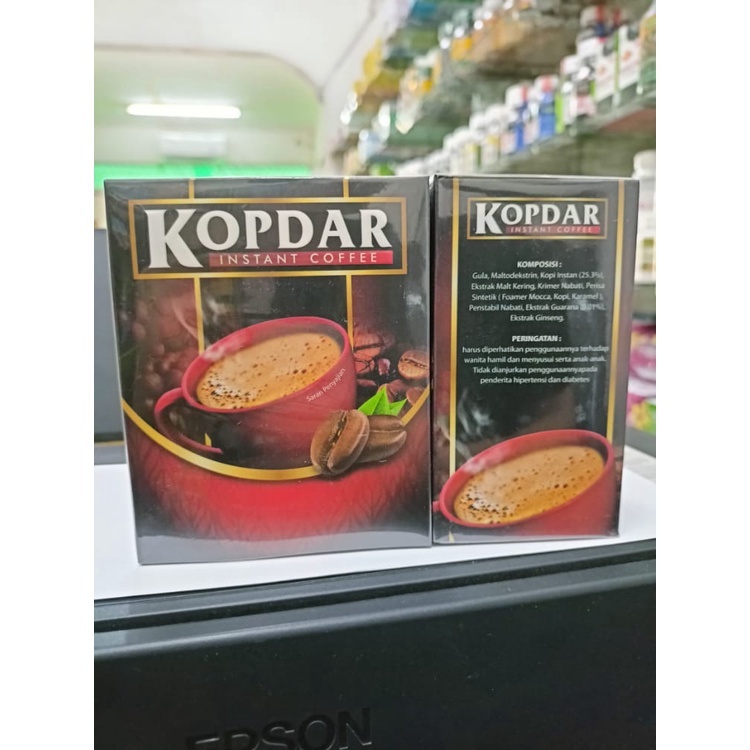 KOPDAR
INSTANT COFFEE
Saran Penyajian
KOPDAR
INSTANT COFFEE
KOMPOSISI :
Gula, Maltodekstrin, Kopi Instan (25.3%),
Ekstrak Malt Kering, Krimer Nabati, Perisa
Sintetik ( Foamer Mocca, Kopi, Karamel ),
Penstabil Nabati, Ekstrak Guarana
Ekstrak Ginseng.
PERINGATAN :
harus diperhatikan penggunaannya terhadap
wanita hamil dan menyusui serta anak-anak.
Tidak dianjurkan penggunaannyapada
penderita hipertensi dan diabetes
EPSON